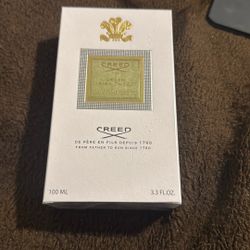 CREED
DE PÈRE EN FILS DEPUIS 1760
FROM FATHER TO SON SINCE 1760
100 ML 3.3 FL.OZ.